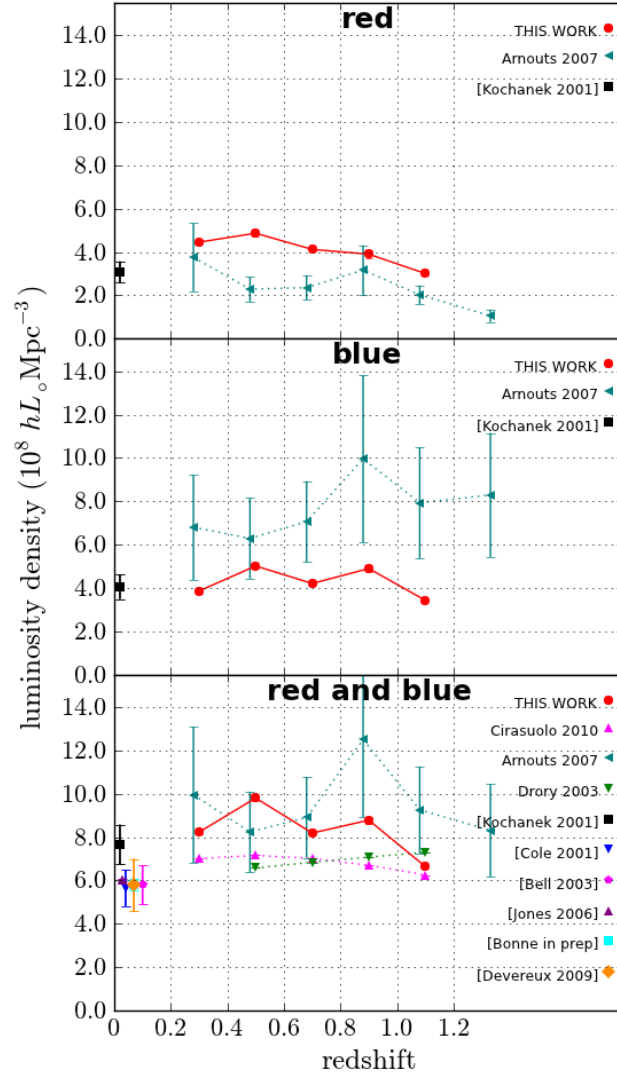 red
14.0
12.0
10.0
8.0
6.0
4.0
2.0
0.0
THIS WORK
Arnouts 2007
[Kochanek 2001]
blue
14.0
12.0
10.0
8.0
6.0
4.0
2.0
0.0
THIS WORK
Arnouts 2007
[Kochanek 2001]
luminosity density (10⁸ hL∘Mpc⁻³)
red and blue
14.0
12.0
10.0
8.0
6.0
4.0
2.0
0.0
THIS WORK
Cirasuolo 2010
Arnouts 2007
Drory 2003
[Kochanek 2001]
[Cole 2001]
[Bell 2003]
[Jones 2006]
[Bonne in prep]
[Devereux 2009]
0 0.2 0.4 0.6 0.8 1.0 1.2
redshift